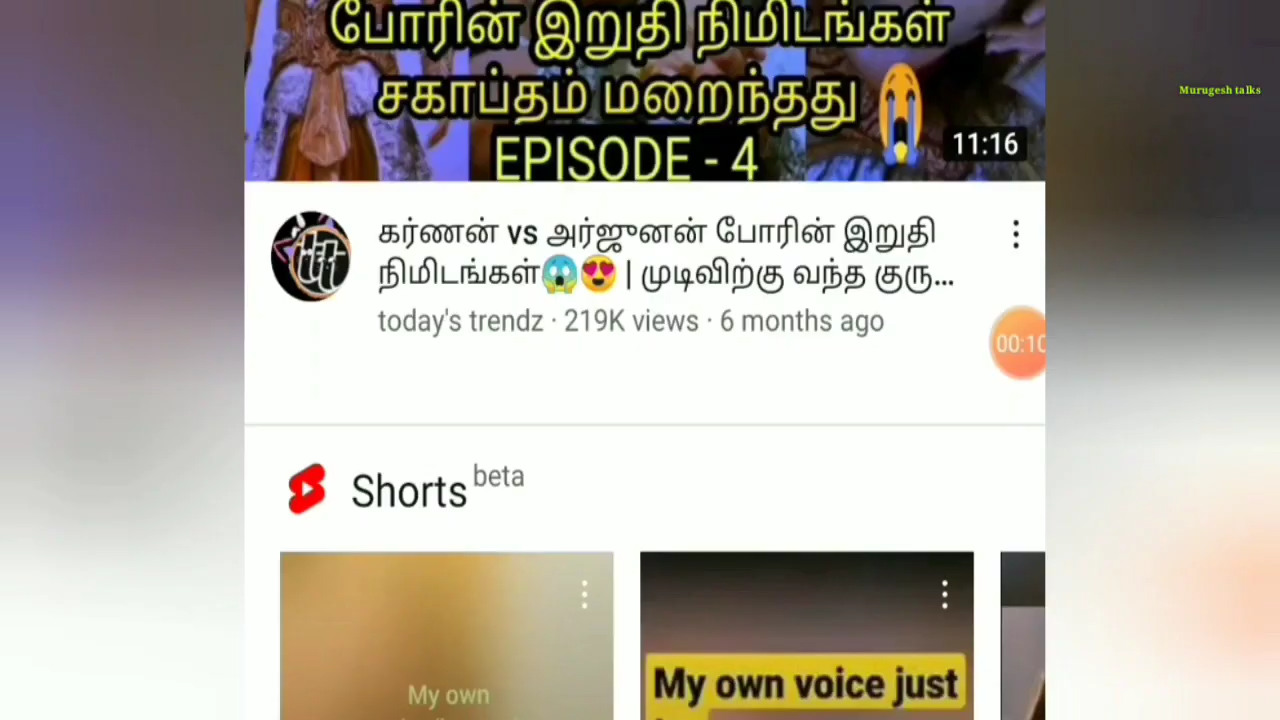 போரின் இறுதி நிமிடங்கள்
சகாப்தம் மறைந்தது 😭
EPISODE - 4
11:16
Murugesh talks
கர்ணன் vs அர்ஜுனன் போரின் இறுதி
நிமிடங்கள்😱😍 | முடிவிற்கு வந்த குரு...
today's trendz · 219K views · 6 months ago
00:10
Shorts beta
My own
My own voice just